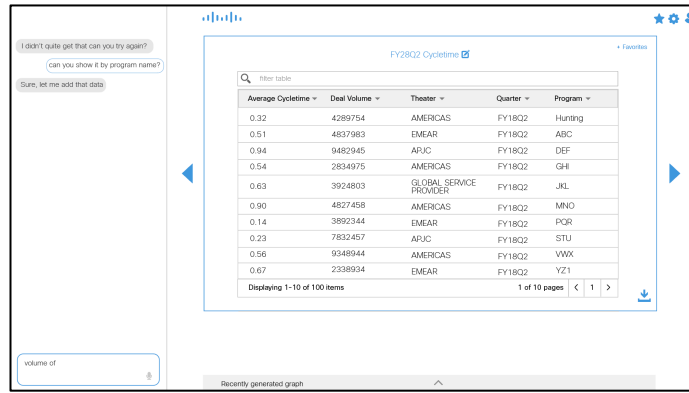 I didn't quite get that can you try again?
can you show it by program name?
Sure, let me add that data
volume of
FY28Q2 Cycletime
+ Favorites
filter table
Average Cycletime Deal Volume Theater Quarter Program
0.32 4289754 AMERICAS FY18Q2 Hunting
0.51 4837983 EMEAR FY18Q2 ABC
0.94 9482945 APJC FY18Q2 DEF
0.54 2834975 AMERICAS FY18Q2 GHI
0.63 3924803 GLOBAL SERVICE PROVIDER FY18Q2 JKL
0.90 4827458 AMERICAS FY18Q2 MNO
0.14 3892344 EMEAR FY18Q2 PQR
0.23 7832457 APJC FY18Q2 STU
0.56 9348944 AMERICAS FY18Q2 VWX
0.67 2338934 EMEAR FY18Q2 YZ1
Displaying 1-10 of 100 items 1 of 10 pages < 1 >
Recently generated graph